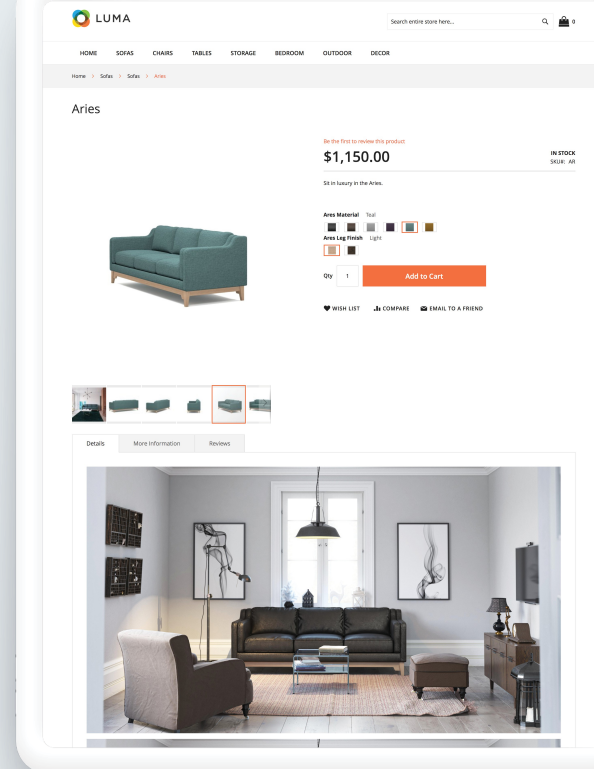 LUMA
Search entire store here...
0
HOME SOFAS CHAIRS TABLES STORAGE BEDROOM OUTDOOR DECOR
Home > Sofas > Sofas > Aries
Aries
Be the first to review this product
$1,150.00
IN STOCK
SKU#: AR
Sit in luxury in the Aries.
Ares Material Teal
Ares Leg Finish Light
Qty 1 Add to Cart
WISH LIST COMPARE EMAIL TO A FRIEND
Details More Information Reviews